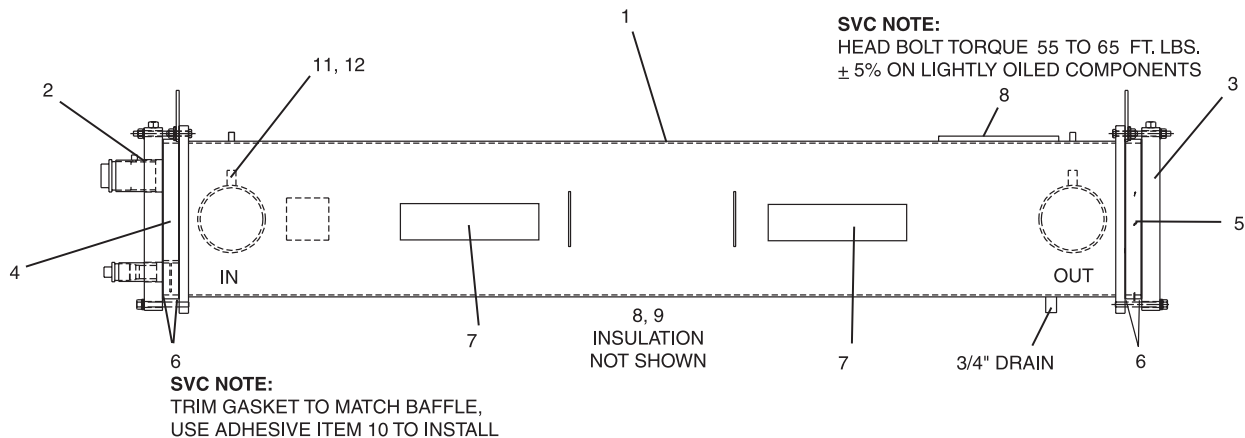 1
SVC NOTE:
HEAD BOLT TORQUE 55 TO 65 FT. LBS.
± 5% ON LIGHTLY OILED COMPONENTS
11, 12
2
8
3
4
5
IN
OUT
7
8, 9
INSULATION
NOT SHOWN
7
3/4" DRAIN
6
6
SVC NOTE:
TRIM GASKET TO MATCH BAFFLE,
USE ADHESIVE ITEM 10 TO INSTALL